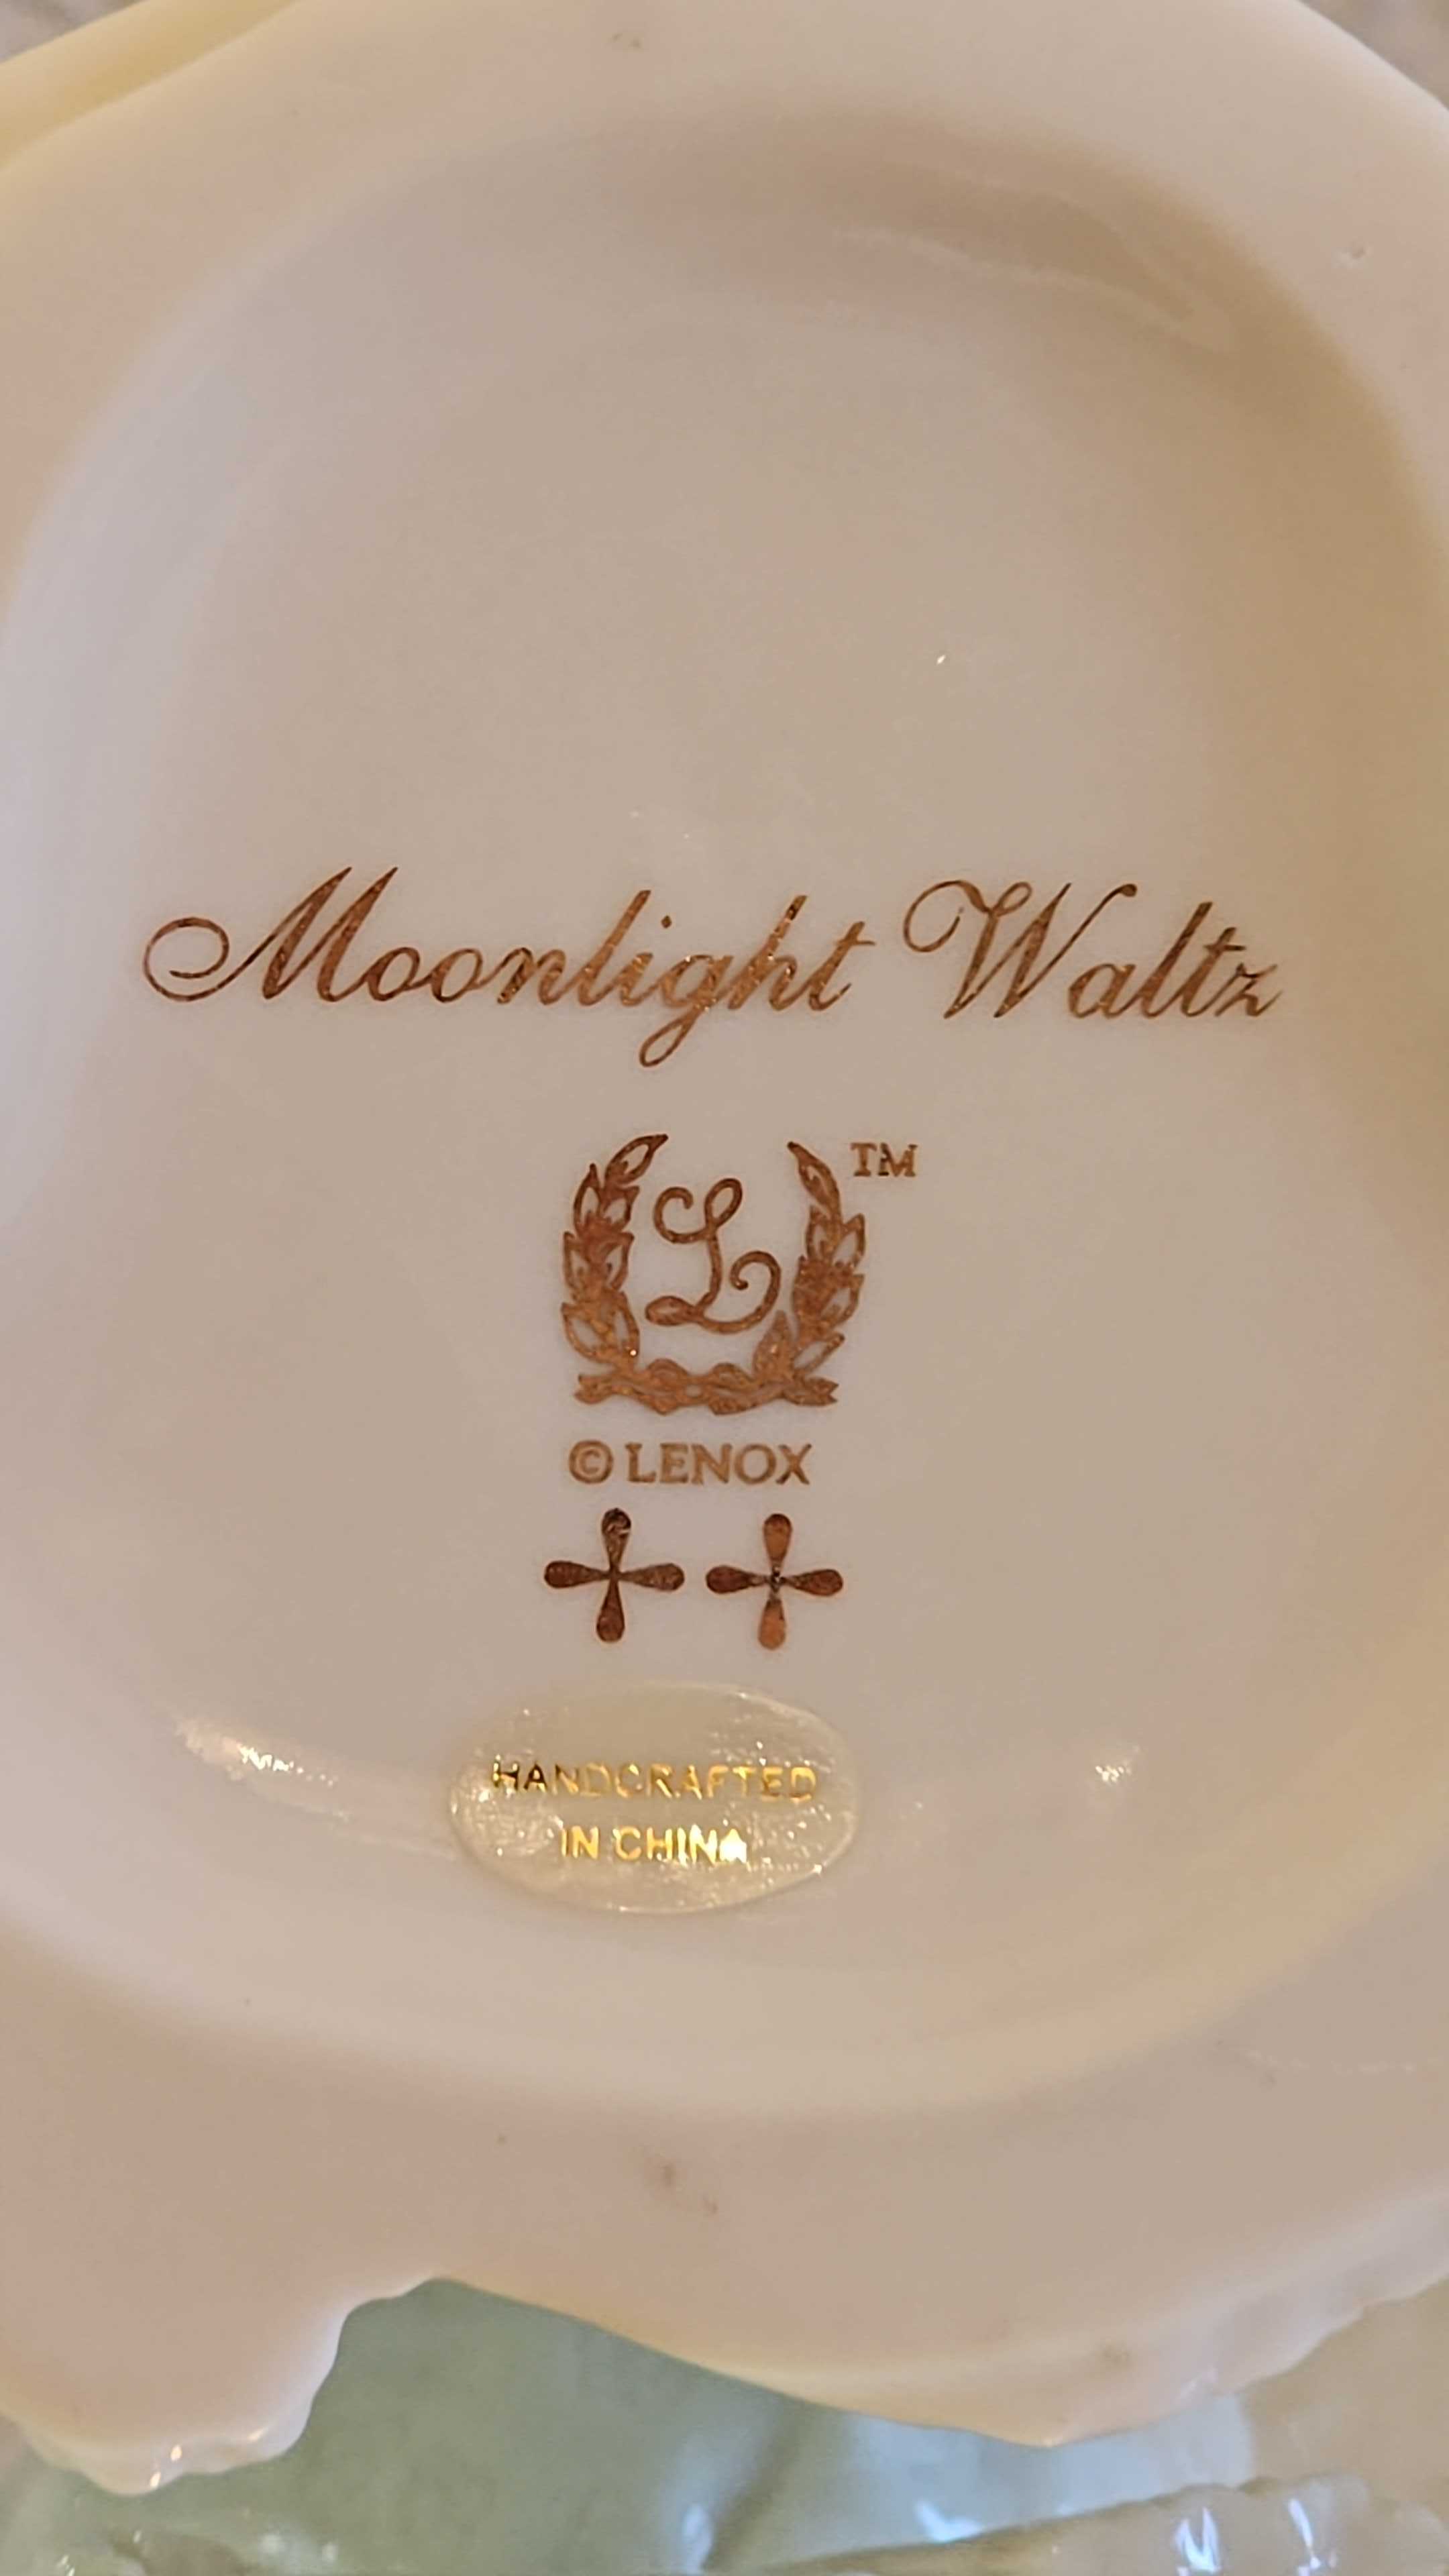 Moonlight Waltz
L ™
© LENOX
HANDCRAFTED
IN CHINA